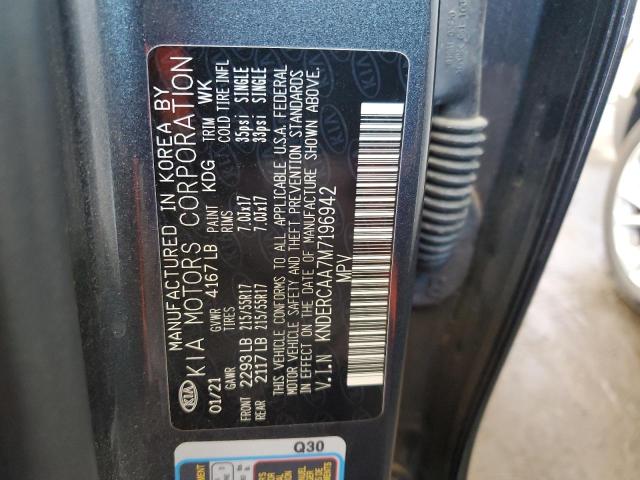 MANUFACTURED IN KOREA BY
KIA KIA MOTORS CORPORATION
01/21 GVWR 4167LB PAINT KDG TRIM WK
GAWR TIRES RIMS COLD TIRE INFL
FRONT 2293LB 215/55R17 7.0Jx17 35psi SINGLE
REAR 2117LB 215/55R17 7.0Jx17 33psi SINGLE
THIS VEHICLE CONFORMS TO ALL APPLICABLE U.S.A. FEDERAL
MOTOR VEHICLE SAFETY AND THEFT PREVENTION STANDARDS
IN EFFECT ON THE DATE OF MANUFACTURE SHOWN ABOVE.
V.I.N KNDERCAA7M7196942
MPV
Q30